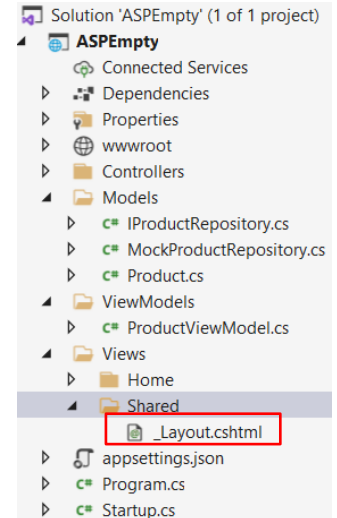 Solution 'ASPEmpty' (1 of 1 project)
ASPEmpty
Connected Services
Dependencies
Properties
wwwroot
Controllers
Models
C# IProductRepository.cs
C# MockProductRepository.cs
C# Product.cs
ViewModels
C# ProductViewModel.cs
Views
Home
Shared
_Layout.cshtml
appsettings.json
C# Program.cs
C# Startup.cs